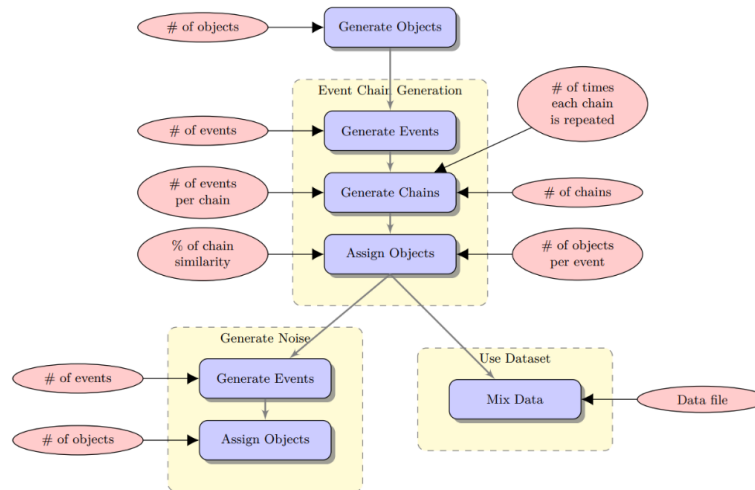 # of objects
Generate Objects
Event Chain Generation
# of times
each chain
is repeated
# of events
Generate Events
# of events
per chain
Generate Chains
# of chains
% of chain
similarity
Assign Objects
# of objects
per event
Generate Noise
# of events
Generate Events
# of objects
Assign Objects
Use Dataset
Mix Data
Data file